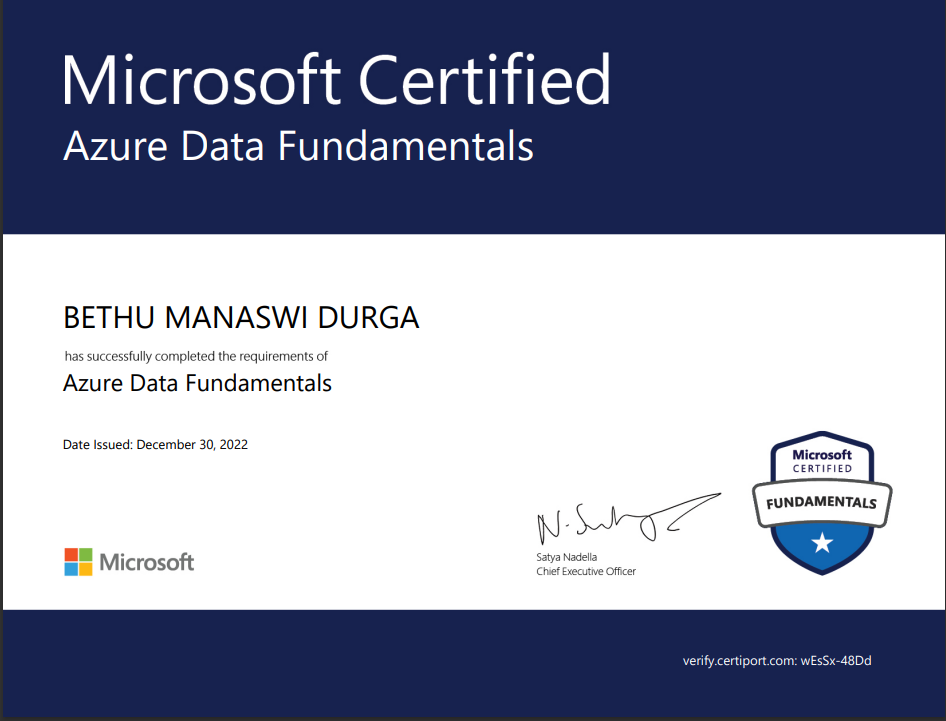 Microsoft Certified
Azure Data Fundamentals
BETHU MANASWI DURGA
has successfully completed the requirements of
Azure Data Fundamentals
Date Issued: December 30, 2022
Microsoft
CERTIFIED
FUNDAMENTALS
N. Satya
Satya Nadella
Chief Executive Officer
Microsoft
verify.certiport.com: wEsSx-48Dd